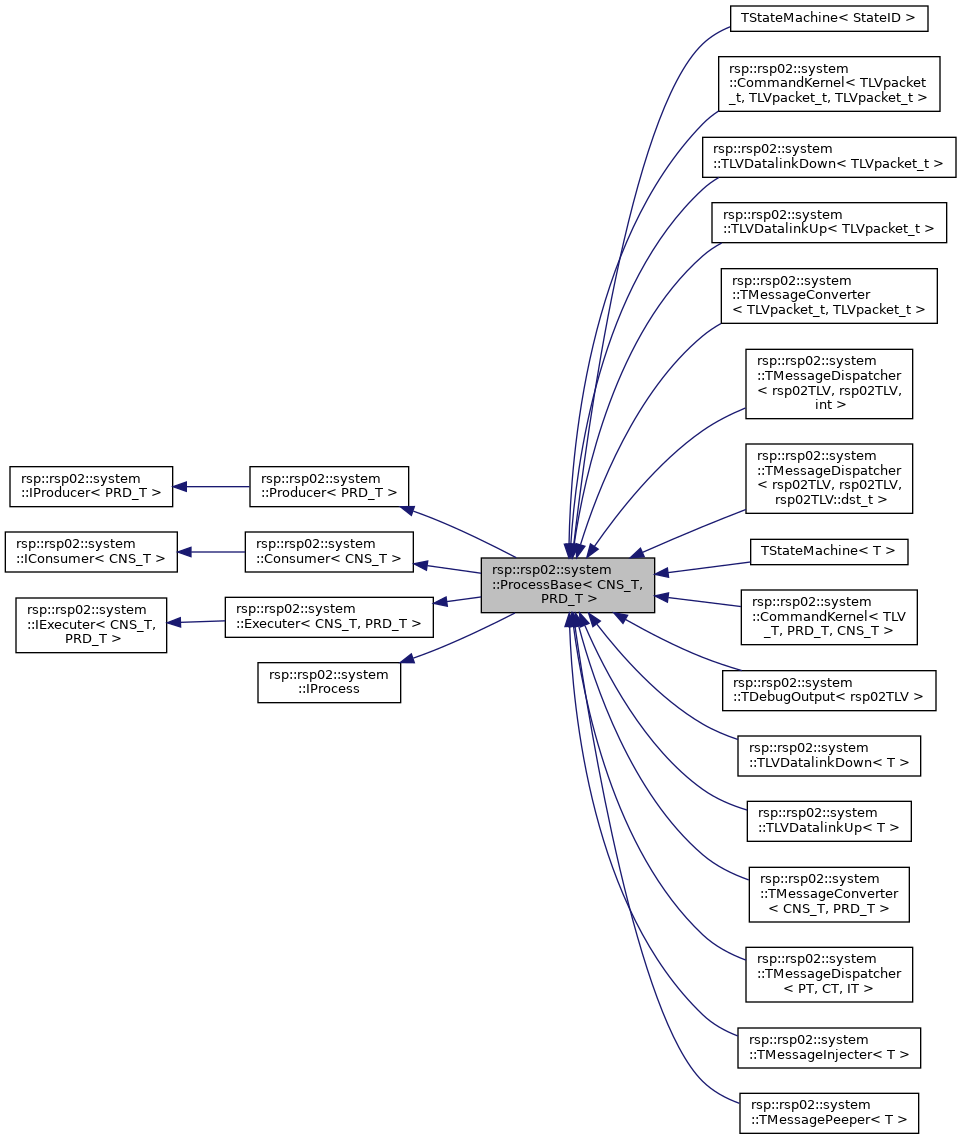 TStateMachine< StateID >
rsp::rsp02::system
::CommandKernel< TLVpacket
_t, TLVpacket_t, TLVpacket_t >
rsp::rsp02::system
::TLVDatalinkDown< TLVpacket_t >
rsp::rsp02::system
::TLVDatalinkUp< TLVpacket_t >
rsp::rsp02::system
::TMessageConverter
< TLVpacket_t, TLVpacket_t >
rsp::rsp02::system
::TMessageDispatcher
< rsp02TLV, rsp02TLV,
int >
rsp::rsp02::system
::TMessageDispatcher
< rsp02TLV, rsp02TLV,
rsp02TLV::dst_t >
rsp::rsp02::system
::IProducer< PRD_T >
rsp::rsp02::system
::Producer< PRD_T >
rsp::rsp02::system
::IConsumer< CNS_T >
rsp::rsp02::system
::Consumer< CNS_T >
rsp::rsp02::system
::IExecuter< CNS_T,
PRD_T >
rsp::rsp02::system
::Executer< CNS_T, PRD_T >
rsp::rsp02::system
::IProcess
rsp::rsp02::system
::ProcessBase< CNS_T,
PRD_T >
TStateMachine< T >
rsp::rsp02::system
::CommandKernel< TLV
_T, PRD_T, CNS_T >
rsp::rsp02::system
::TDebugOutput< rsp02TLV >
rsp::rsp02::system
::TLVDatalinkDown< T >
rsp::rsp02::system
::TLVDatalinkUp< T >
rsp::rsp02::system
::TMessageConverter
< CNS_T, PRD_T >
rsp::rsp02::system
::TMessageDispatcher
< PT, CT, IT >
rsp::rsp02::system
::TMessageInjecter< T >
rsp::rsp02::system
::TMessagePeeper< T >